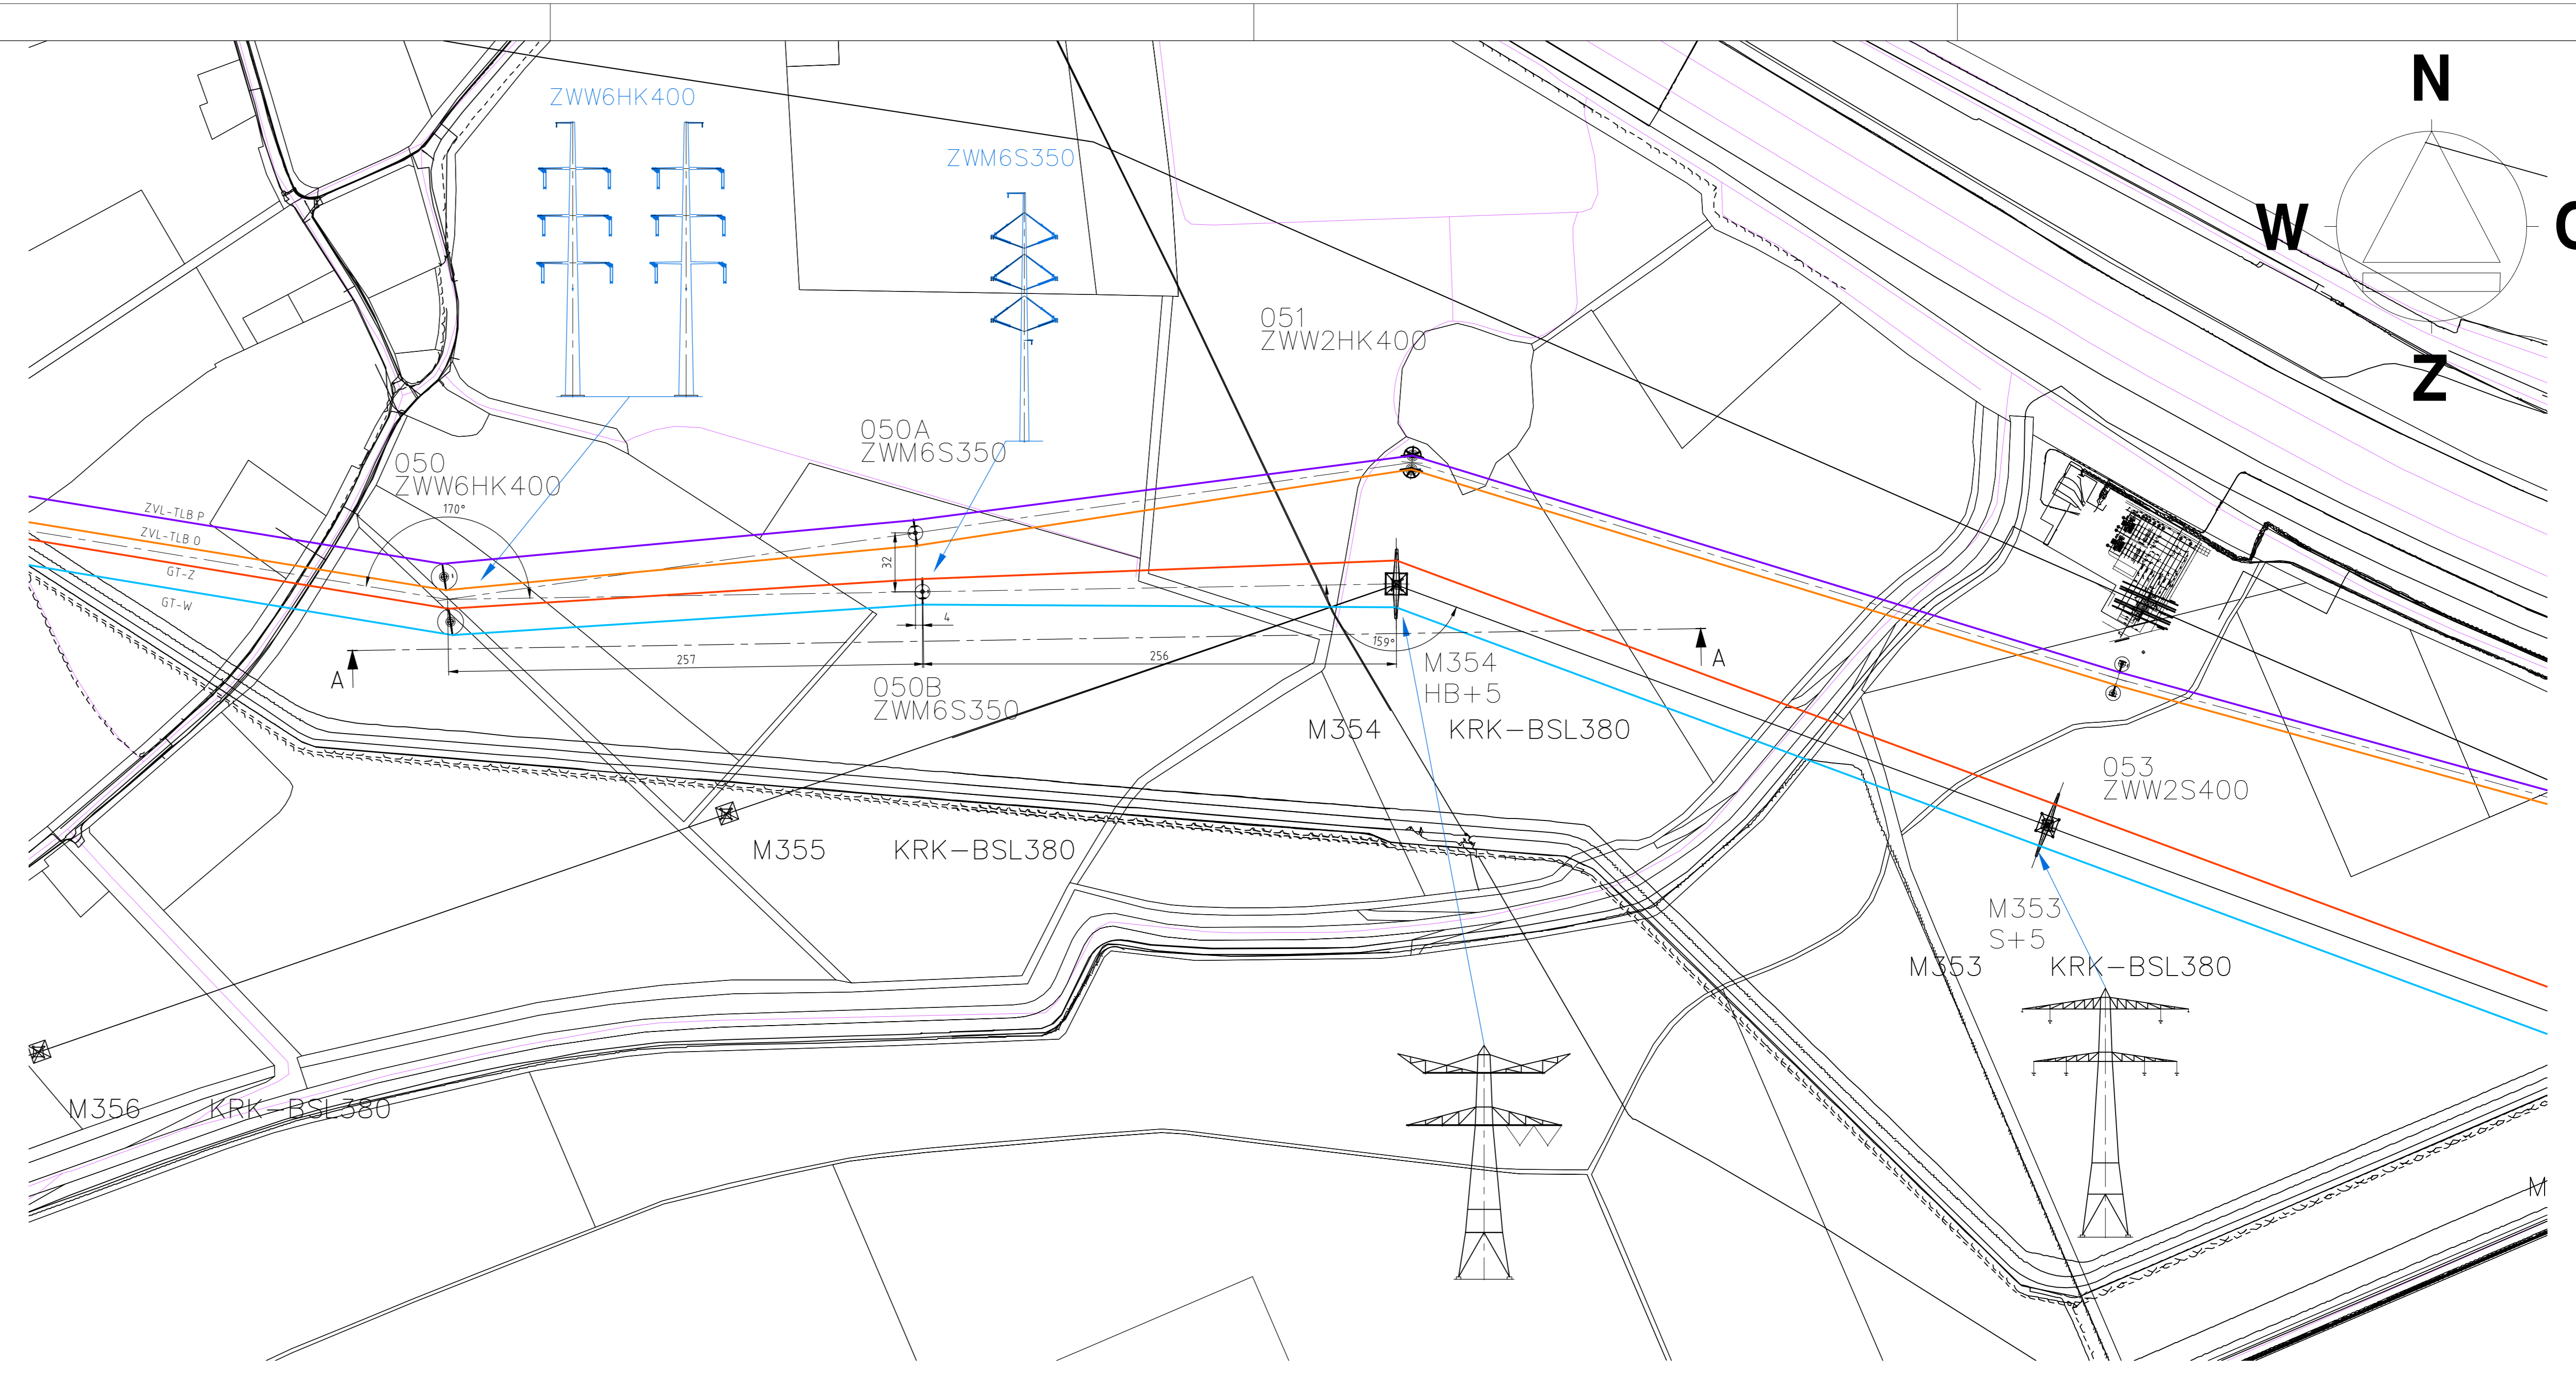 N
W
Z
ZWW6HK400
ZWM6S350
051
ZWW2HK400
050A
ZWM6S350
050
ZWW6HK400
170°
ZVL-TLB P
ZVL-TLB O
GT-Z
GT-W
32
4
257
256
159°
A
A
050B
ZWM6S350
M354
HB+5
M354 KRK-BSL380
M355 KRK-BSL380
053
ZWW2S400
M353
S+5
M353 KRK-BSL380
M356 KRK-BSL380
M